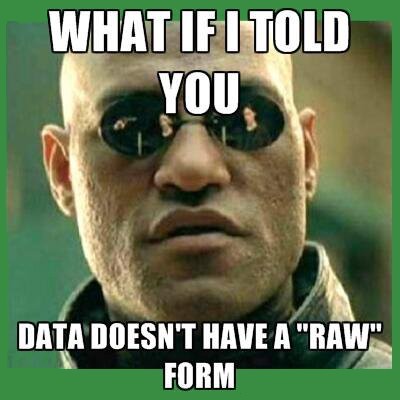 WHAT IF I TOLD
YOU
DATA DOESN'T HAVE A "RAW"
FORM